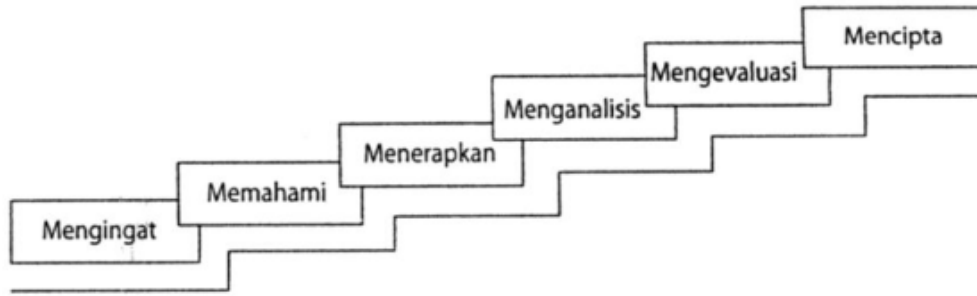 Mengingat
Memahami
Menerapkan
Menganalisis
Mengevaluasi
Mencipta